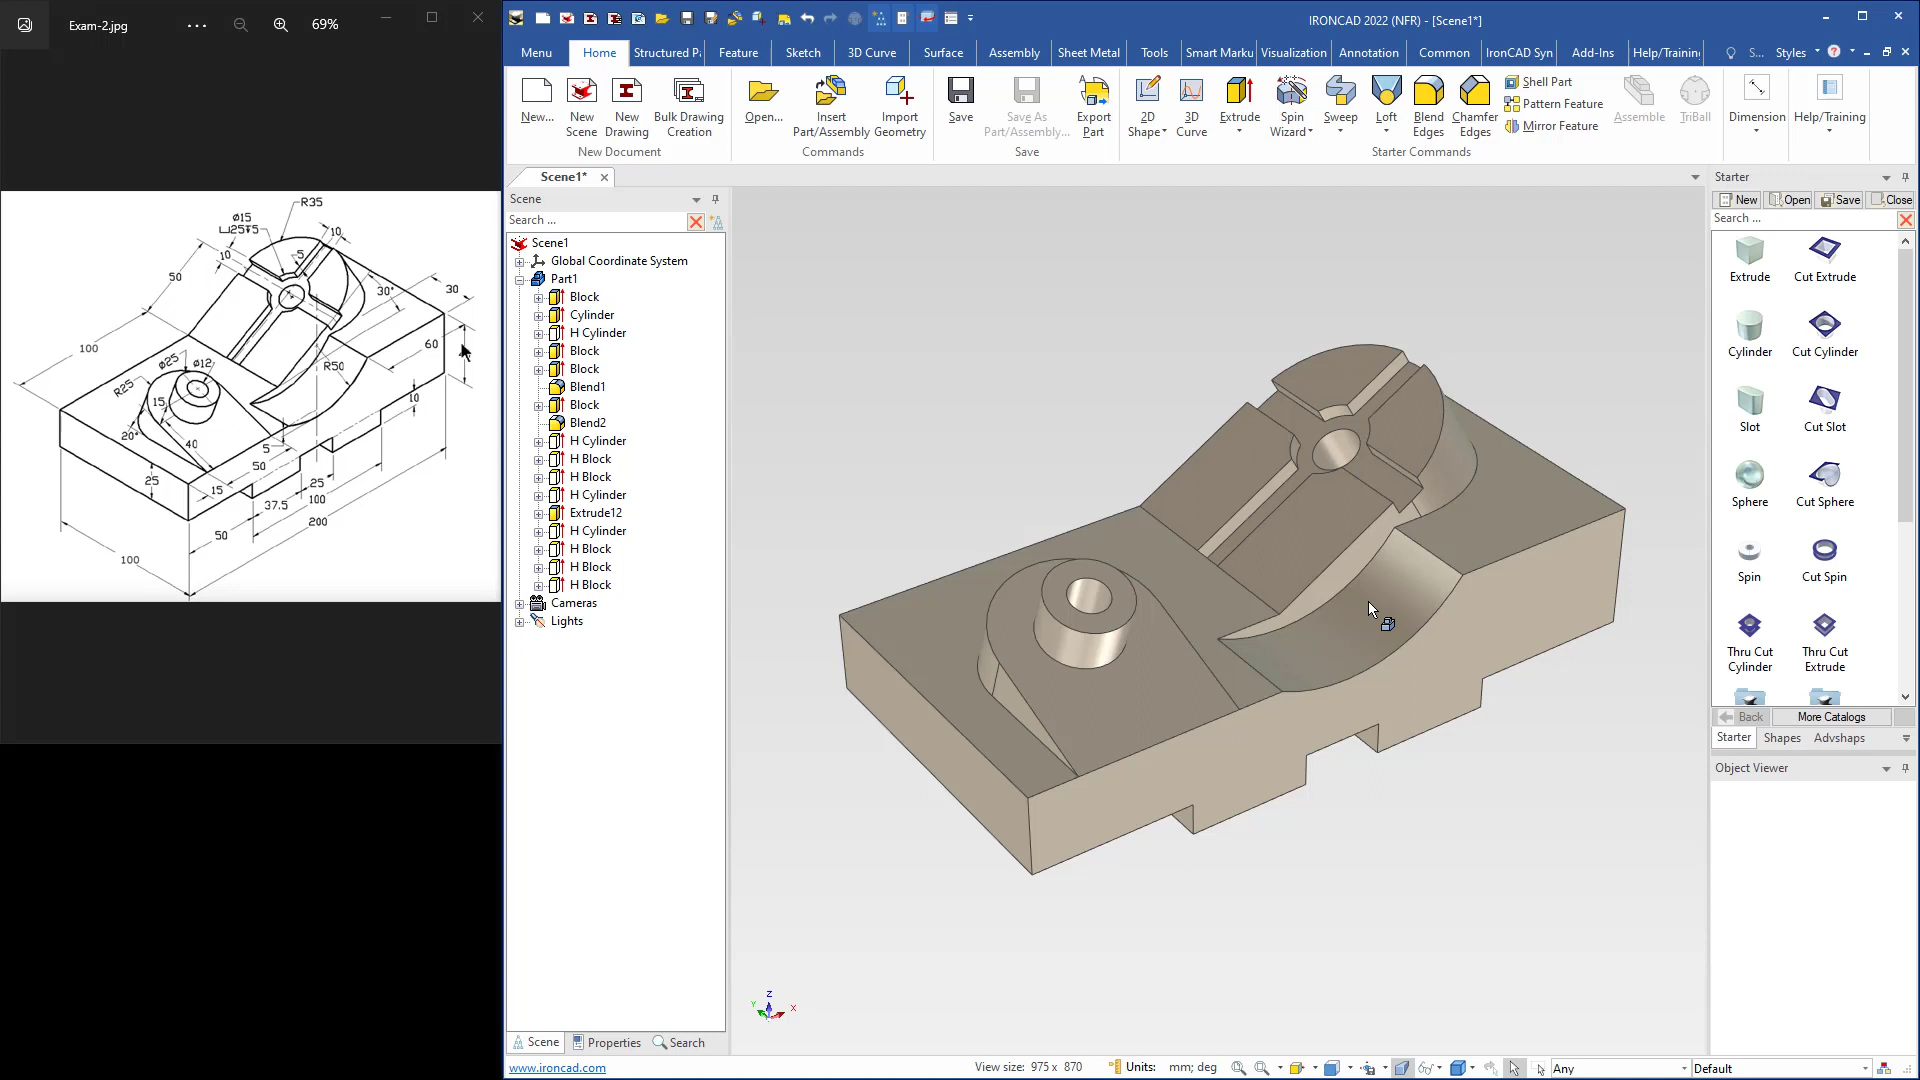 Exam-2.jpg
69%
IRONCAD 2022 (NFR) - [Scene1*]
Menu
Home
Structured P
Feature
Sketch
3D Curve
Surface
Assembly
Sheet Metal
Tools
Smart Marku
Visualization
Annotation
Common
IronCAD Syn
Add-Ins
Help/Training
S...
Styles
New...
New Scene
New Drawing
Bulk Drawing Creation
New Document
Open...
Insert Part/Assembly
Import Geometry
Commands
Save
Save As Part/Assembly...
Export Part
Save
2D Shape
3D Curve
Extrude
Spin Wizard
Sweep
Loft
Blend Edges
Chamfer Edges
Shell Part
Pattern Feature
Mirror Feature
Starter Commands
Assemble
TriBall
Dimension
Help/Training
Scene1*
Scene
Search ...
Scene1
Global Coordinate System
Part1
Block
Cylinder
H Cylinder
Block
Block
Blend1
Block
Blend2
H Cylinder
H Block
H Block
H Cylinder
Extrude12
H Cylinder
H Block
H Block
H Block
Cameras
Lights
R35
ø15
⌴25↧5
10
10
5
50
30°
30
100
60
R50
ø25
ø12
R25
15
10
20°
40
5
50
25
15
25
37.5
100
200
50
100
Z
Y
X
Starter
New
Open
Save
Close
Search ...
Extrude
Cut Extrude
Cylinder
Cut Cylinder
Slot
Cut Slot
Sphere
Cut Sphere
Spin
Cut Spin
Thru Cut Cylinder
Thru Cut Extrude
Back
More Catalogs
Starter
Shapes
Advshaps
Object Viewer
Scene
Properties
Search
www.ironcad.com
View size: 975 x 870
Units: mm; deg
Any
Default